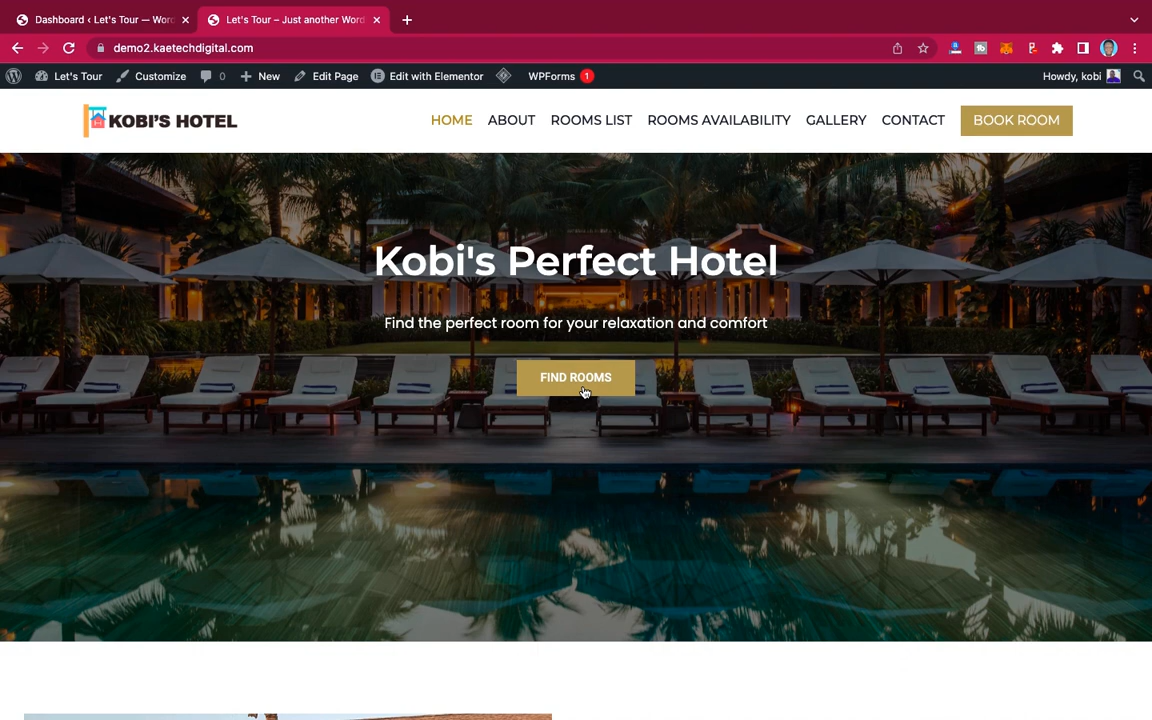 Dashboard ‹ Let's Tour — Word
Let's Tour – Just another Word
demo2.kaetechdigital.com
Let's Tour
Customize
0
New
Edit Page
Edit with Elementor
WPForms 1
Howdy, kobi
KOBI'S HOTEL
HOME
ABOUT
ROOMS LIST
ROOMS AVAILABILITY
GALLERY
CONTACT
BOOK ROOM
Kobi's Perfect Hotel
Find the perfect room for your relaxation and comfort
FIND ROOMS